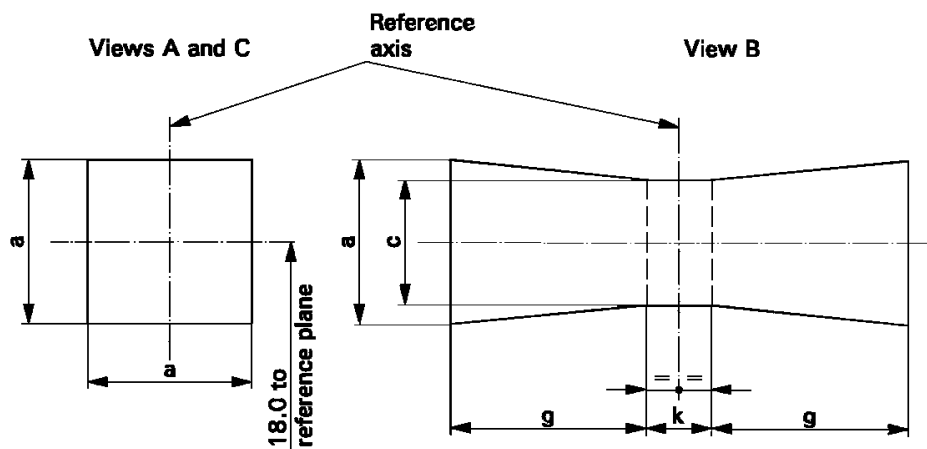 Reference
axis
Views A and C
View B
a
a
18.0 to
reference plane
a
c
= =
g
k
g